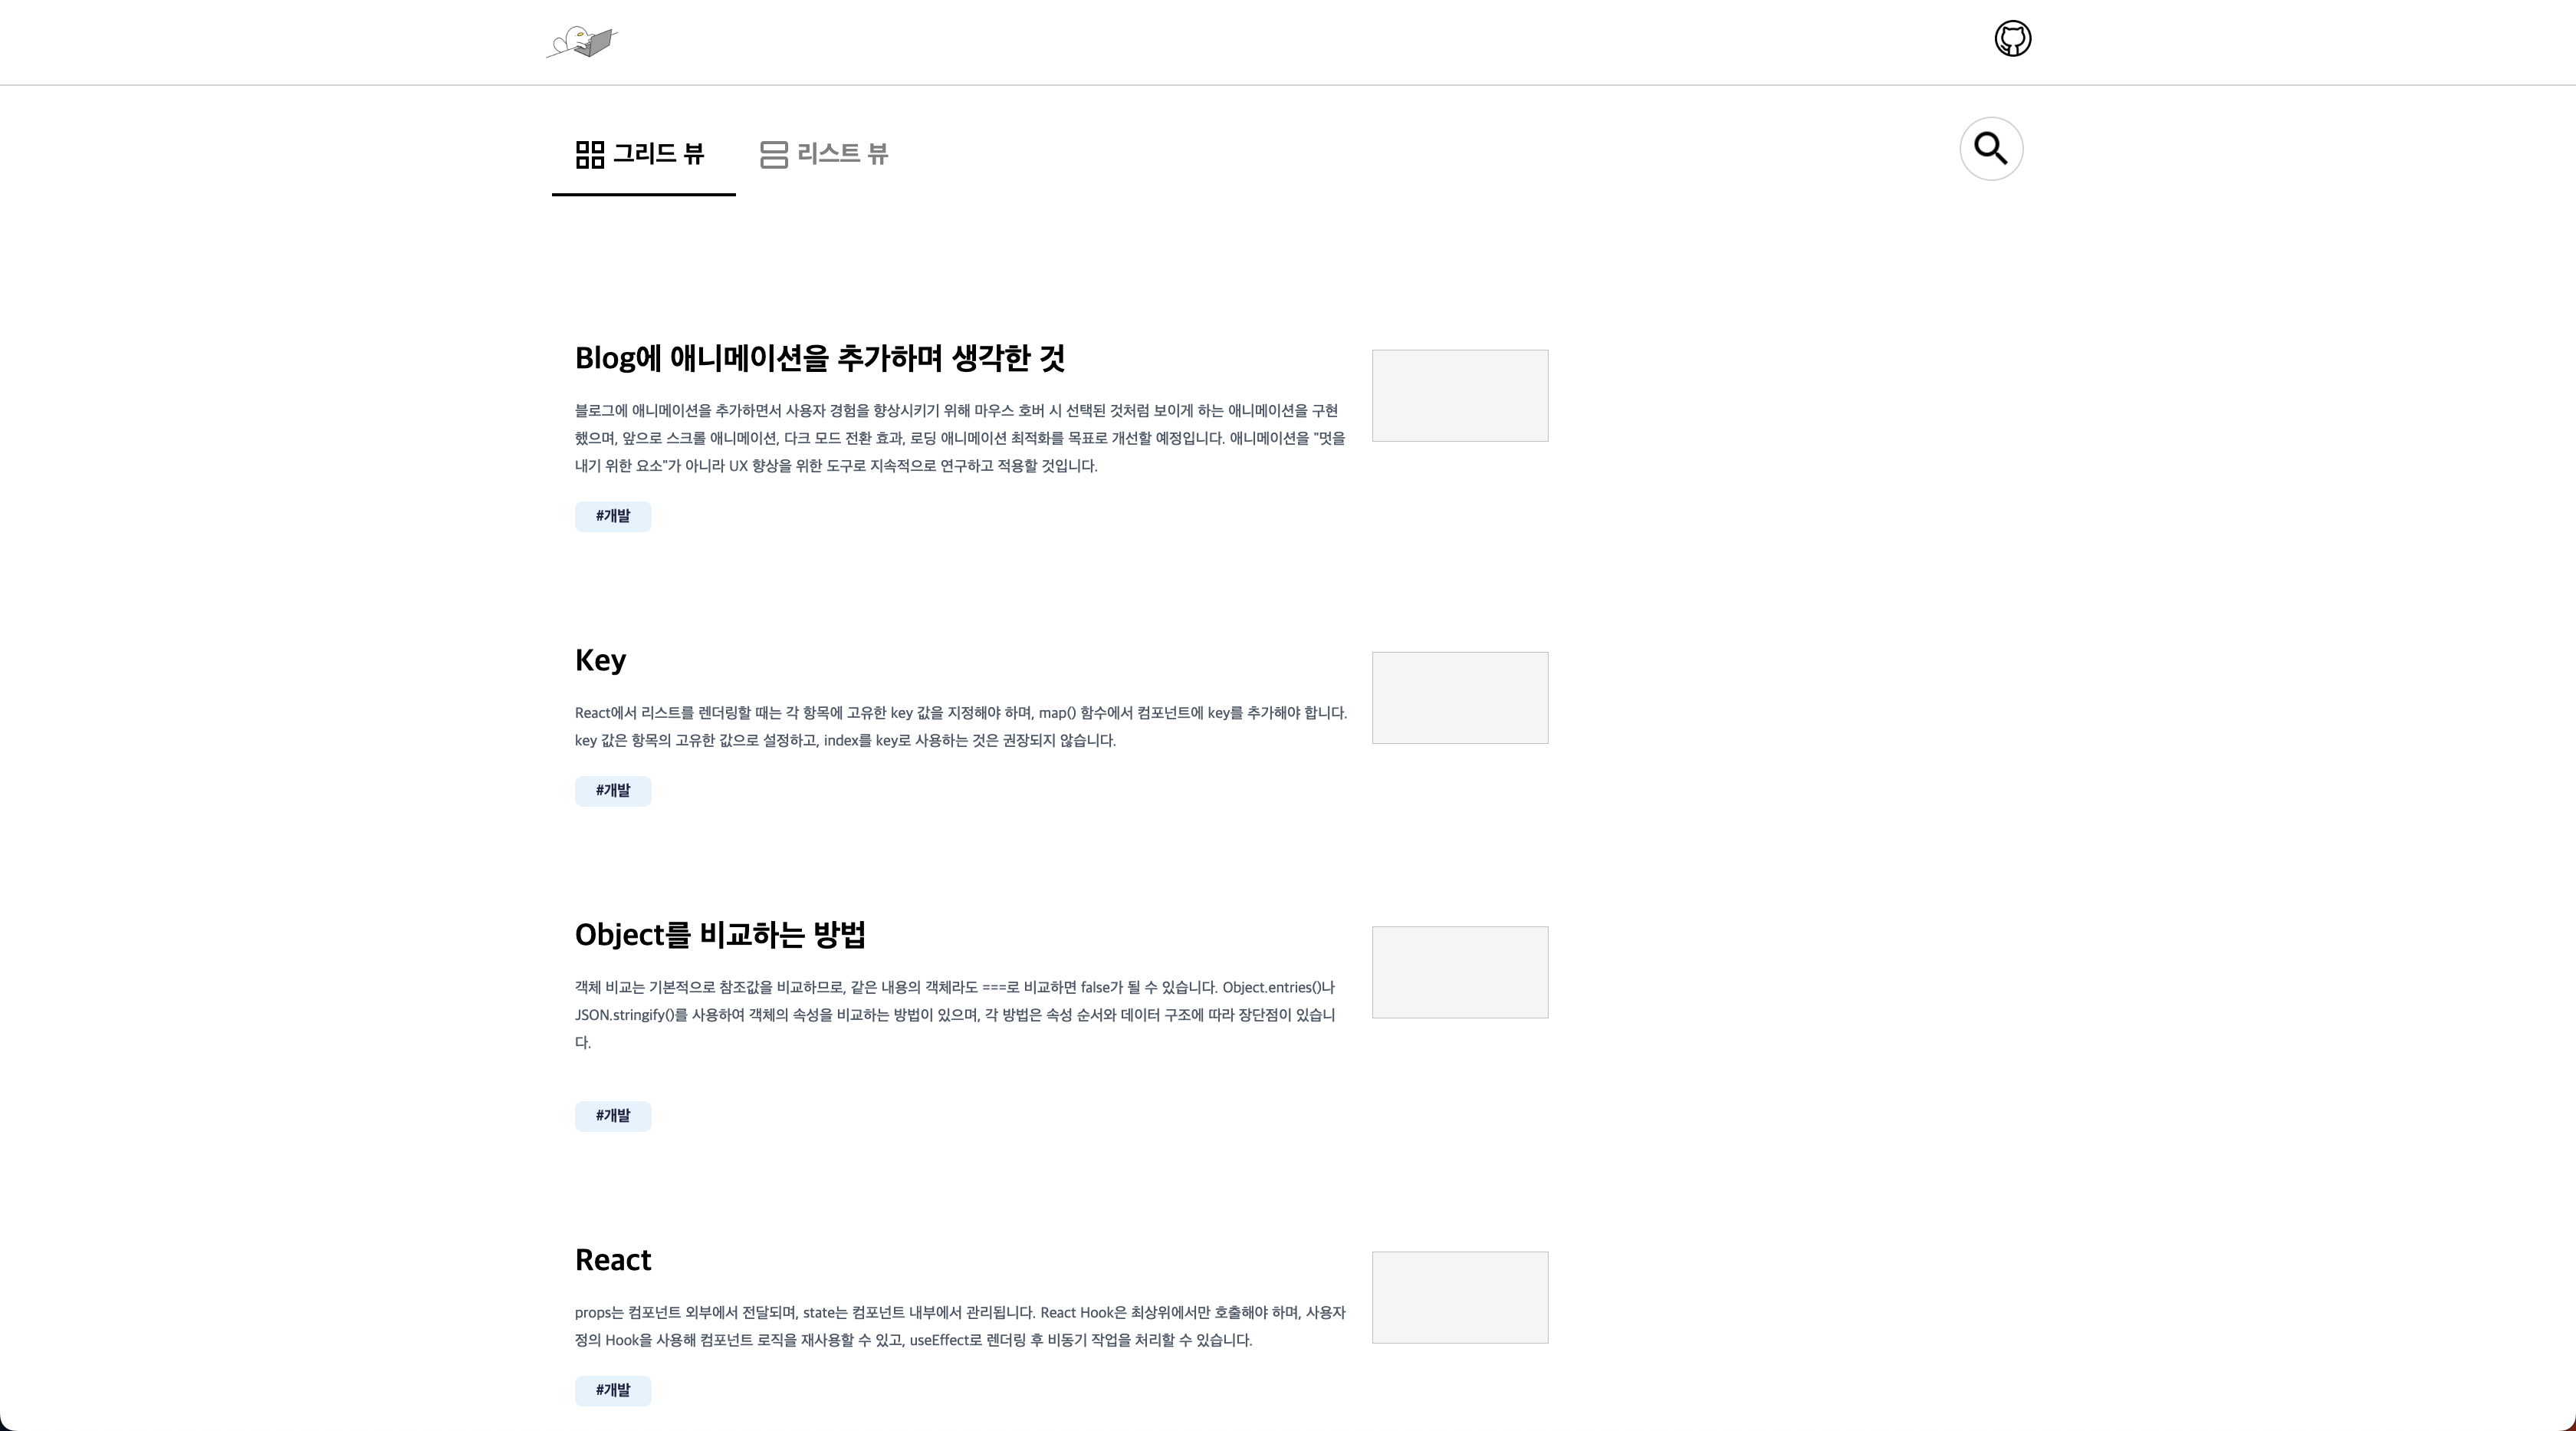 그리드 뷰
리스트 뷰
Blog에 애니메이션을 추가하며 생각한 것
블로그에 애니메이션을 추가하면서 사용자 경험을 향상시키기 위해 마우스 호버 시 선택된 것처럼 보이게 하는 애니메이션을 구현
했으며, 앞으로 스크롤 애니메이션, 다크 모드 전환 효과, 로딩 애니메이션 최적화를 목표로 개선할 예정입니다. 애니메이션을 "멋을
내기 위한 요소"가 아니라 UX 향상을 위한 도구로 지속적으로 연구하고 적용할 것입니다.
#개발
Key
React에서 리스트를 렌더링할 때는 각 항목에 고유한 key 값을 지정해야 하며, map() 함수에서 컴포넌트에 key를 추가해야 합니다.
key 값은 항목의 고유한 값으로 설정하고, index를 key로 사용하는 것은 권장되지 않습니다.
#개발
Object를 비교하는 방법
객체 비교는 기본적으로 참조값을 비교하므로, 같은 내용의 객체라도 ===로 비교하면 false가 될 수 있습니다. Object.entries()나
JSON.stringify()를 사용하여 객체의 속성을 비교하는 방법이 있으며, 각 방법은 속성 순서와 데이터 구조에 따라 장단점이 있습니
다.
#개발
React
props는 컴포넌트 외부에서 전달되며, state는 컴포넌트 내부에서 관리됩니다. React Hook은 최상위에서만 호출해야 하며, 사용자
정의 Hook을 사용해 컴포넌트 로직을 재사용할 수 있고, useEffect로 렌더링 후 비동기 작업을 처리할 수 있습니다.
#개발